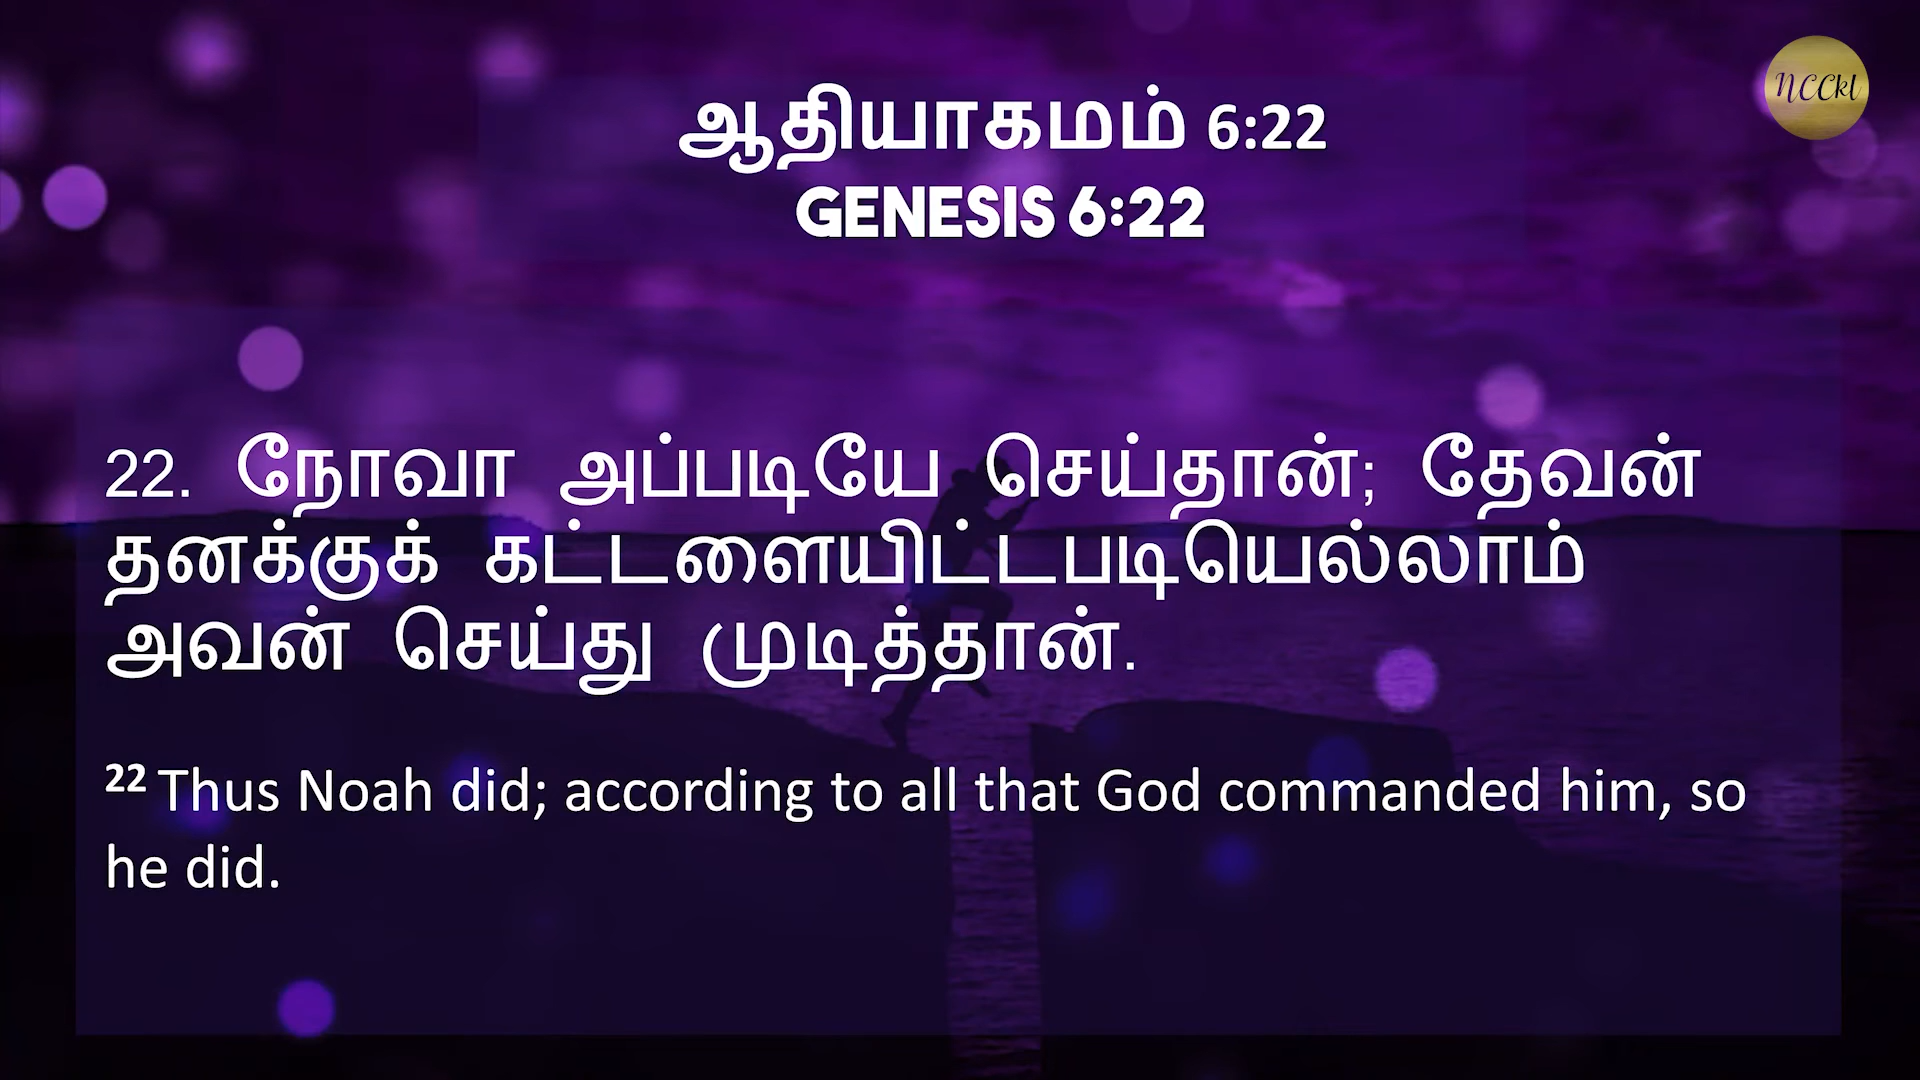 NCCkl
ஆதியாகமம் 6:22
GENESIS 6:22
22. நோவா அப்படியே செய்தான்; தேவன்
தனக்குக் கட்டளையிட்டபடியெல்லாம்
அவன் செய்து முடித்தான்.
22 Thus Noah did; according to all that God commanded him, so
he did.